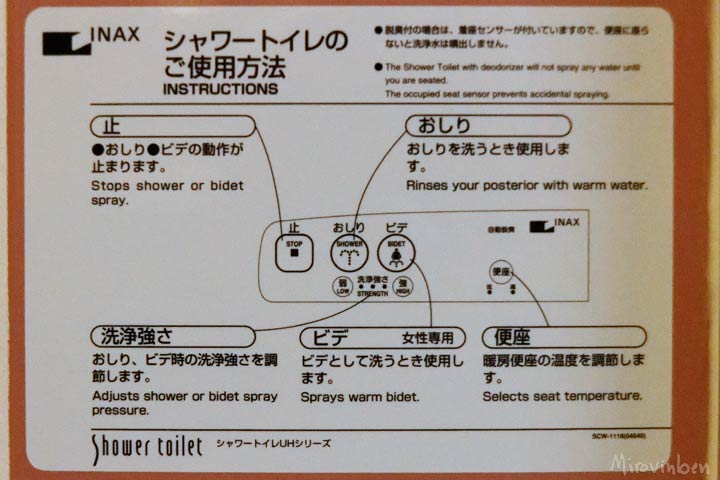 INAX
シャワートイレの
ご使用方法
INSTRUCTIONS
● 脱臭付の場合は、着座センサーが付いていますので、便座に座ら
ないと洗浄水は噴出しません。
● The Shower Toilet with deodorizer will not spray any water until
you are seated.
The occupied seat sensor prevents accidental spraying.
止
●おしり●ビデの動作が
止まります。
Stops shower or bidet
spray.
おしり
おしりを洗うとき使用しま
す。
Rinses your posterior with warm water.
止 おしり ビデ
STOP SHOWER BIDET
INAX
弱 LOW
洗浄強さ
STRENGTH
強 HIGH
便座
低 高
洗浄強さ
おしり、ビデ時の洗浄強さを調
節します。
Adjusts shower or bidet spray
pressure.
ビデ 女性専用
ビデとして洗うとき使用し
ます。
Sprays warm bidet.
便座
暖房便座の温度を調節しま
す。
Selects seat temperature.
Shower toilet シャワートイレUHシリーズ
SCW-1118(04040)
Mirovinben